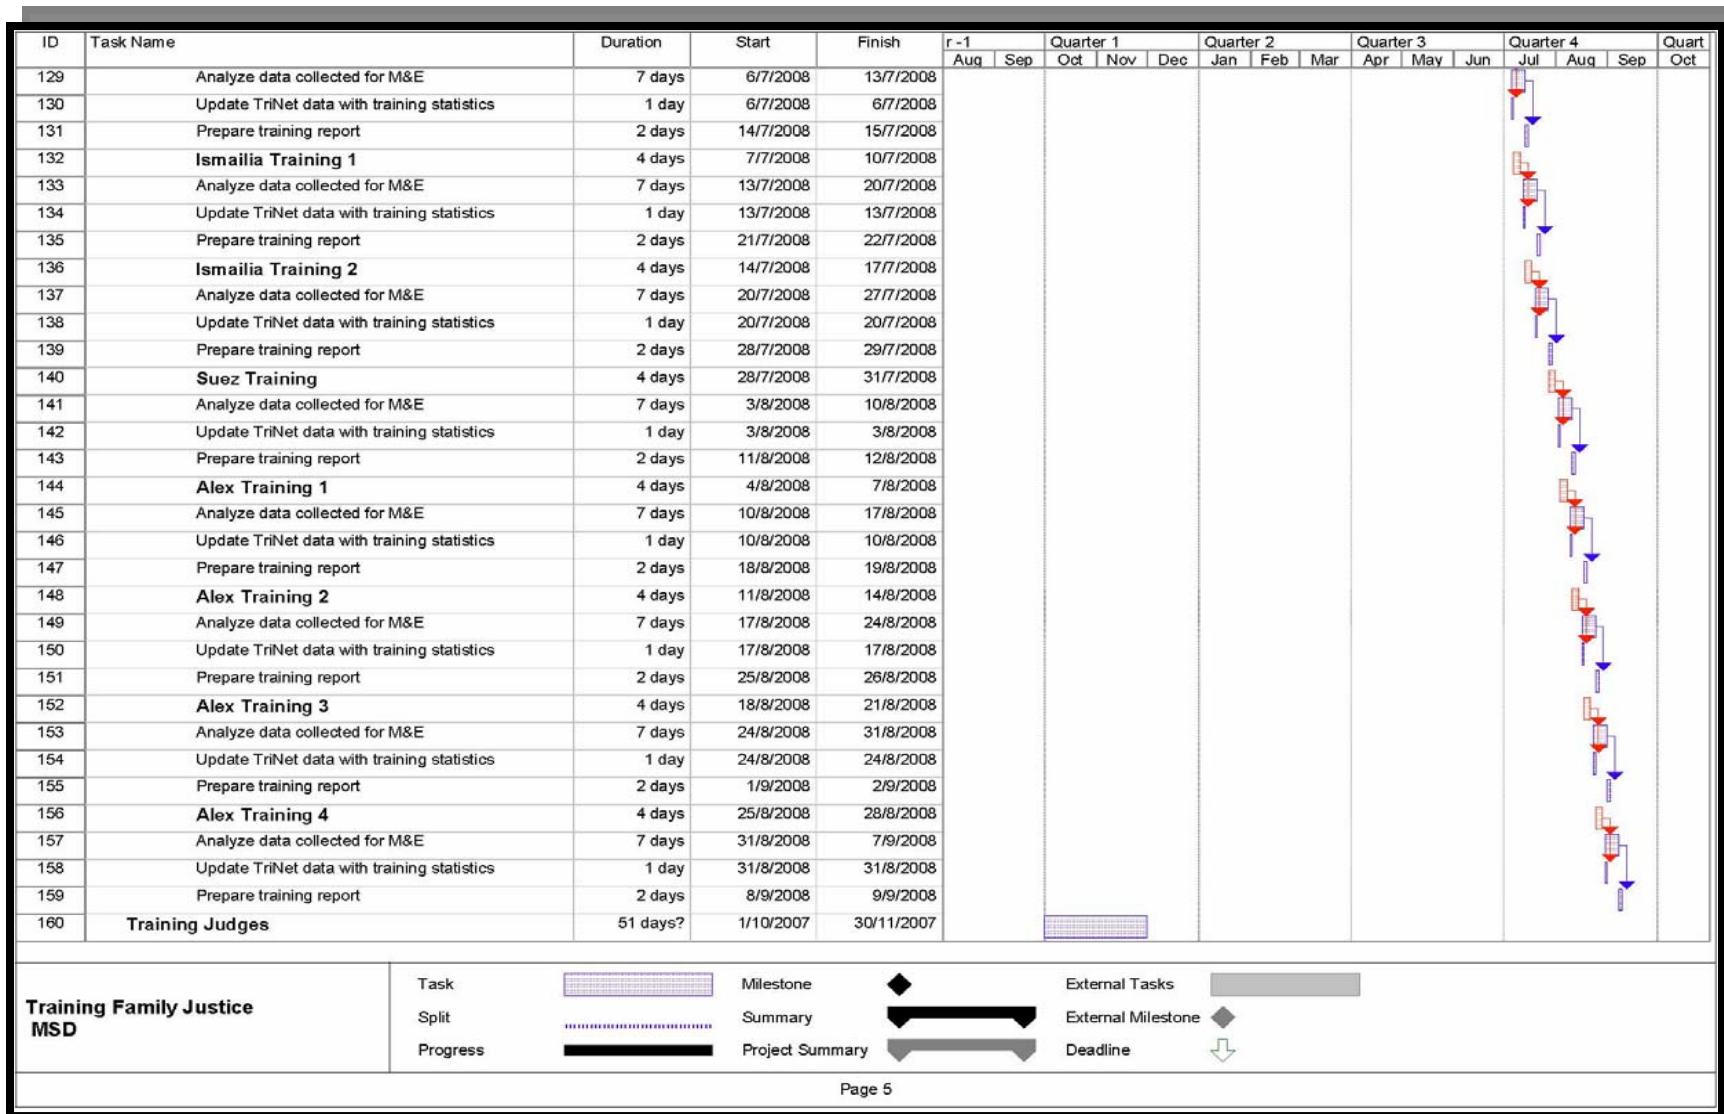 ID Task Name Duration Start Finish r -1 Quarter 1 Quarter 2 Quarter 3 Quarter 4 Quart
Aug Sep Oct Nov Dec Jan Feb Mar Apr May Jun Jul Aug Sep Oct
129 Analyze data collected for M&E 7 days 6/7/2008 13/7/2008
130 Update TriNet data with training statistics 1 day 6/7/2008 6/7/2008
131 Prepare training report 2 days 14/7/2008 15/7/2008
132 Ismailia Training 1 4 days 7/7/2008 10/7/2008
133 Analyze data collected for M&E 7 days 13/7/2008 20/7/2008
134 Update TriNet data with training statistics 1 day 13/7/2008 13/7/2008
135 Prepare training report 2 days 21/7/2008 22/7/2008
136 Ismailia Training 2 4 days 14/7/2008 17/7/2008
137 Analyze data collected for M&E 7 days 20/7/2008 27/7/2008
138 Update TriNet data with training statistics 1 day 20/7/2008 20/7/2008
139 Prepare training report 2 days 28/7/2008 29/7/2008
140 Suez Training 4 days 28/7/2008 31/7/2008
141 Analyze data collected for M&E 7 days 3/8/2008 10/8/2008
142 Update TriNet data with training statistics 1 day 3/8/2008 3/8/2008
143 Prepare training report 2 days 11/8/2008 12/8/2008
144 Alex Training 1 4 days 4/8/2008 7/8/2008
145 Analyze data collected for M&E 7 days 10/8/2008 17/8/2008
146 Update TriNet data with training statistics 1 day 10/8/2008 10/8/2008
147 Prepare training report 2 days 18/8/2008 19/8/2008
148 Alex Training 2 4 days 11/8/2008 14/8/2008
149 Analyze data collected for M&E 7 days 17/8/2008 24/8/2008
150 Update TriNet data with training statistics 1 day 17/8/2008 17/8/2008
151 Prepare training report 2 days 25/8/2008 26/8/2008
152 Alex Training 3 4 days 18/8/2008 21/8/2008
153 Analyze data collected for M&E 7 days 24/8/2008 31/8/2008
154 Update TriNet data with training statistics 1 day 24/8/2008 24/8/2008
155 Prepare training report 2 days 1/9/2008 2/9/2008
156 Alex Training 4 4 days 25/8/2008 28/8/2008
157 Analyze data collected for M&E 7 days 31/8/2008 7/9/2008
158 Update TriNet data with training statistics 1 day 31/8/2008 31/8/2008
159 Prepare training report 2 days 8/9/2008 9/9/2008
160 Training Judges 51 days? 1/10/2007 30/11/2007
Training Family Justice
MSD
Task Milestone External Tasks
Split Summary External Milestone
Progress Project Summary Deadline
Page 5